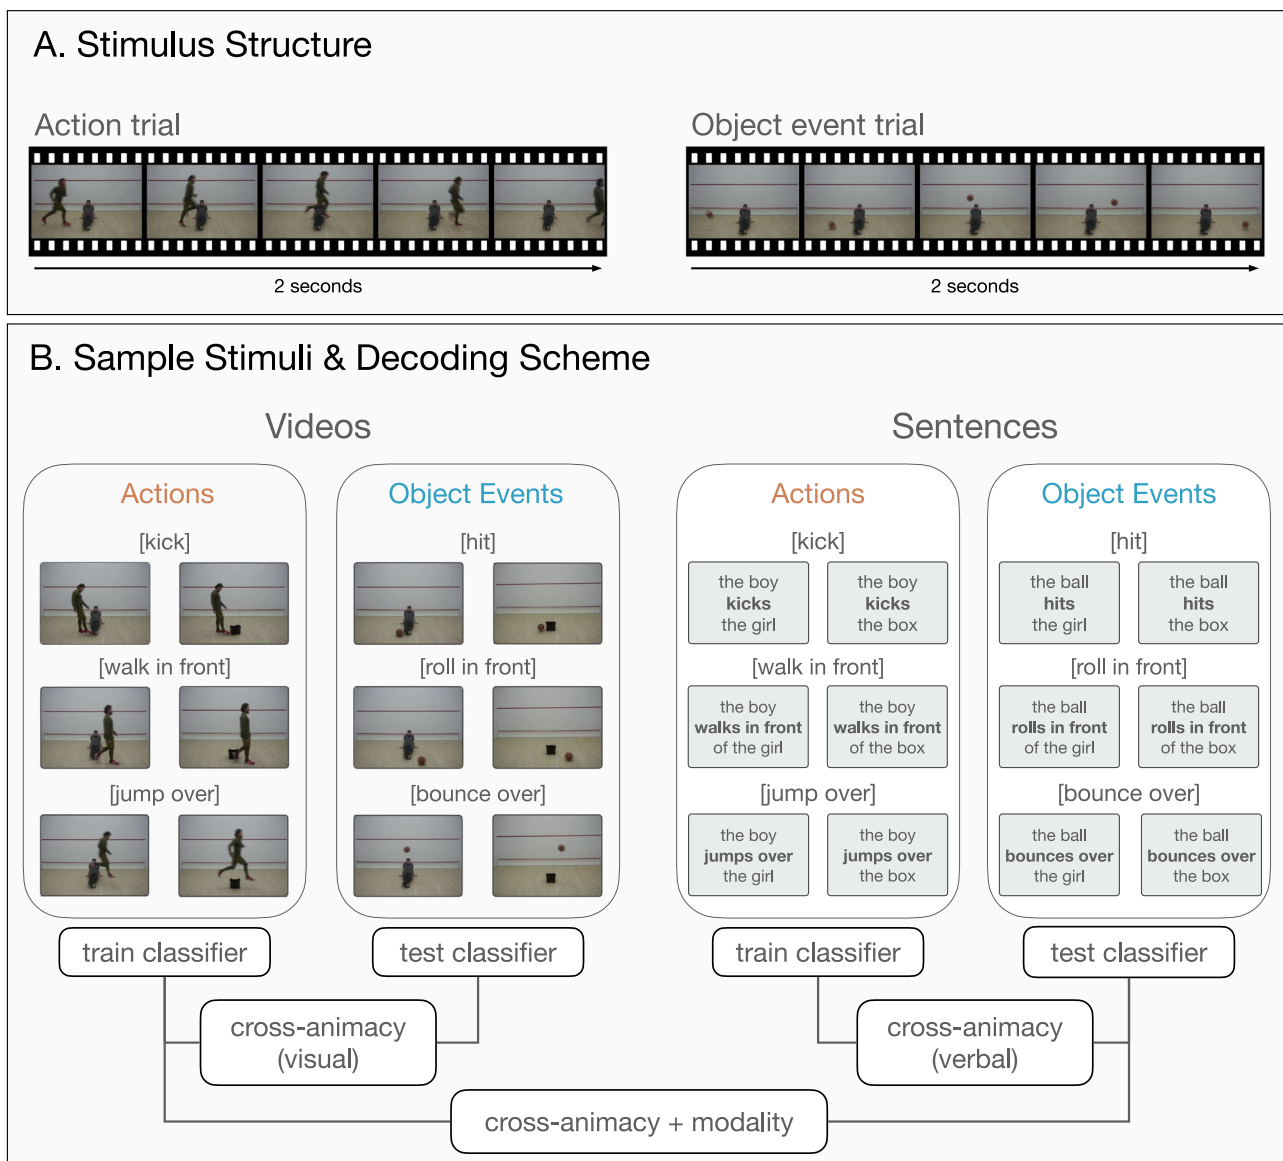 A. Stimulus Structure
Action trial
2 seconds
Object event trial
2 seconds
B. Sample Stimuli & Decoding Scheme
Videos
Actions
[kick]
[walk in front]
[jump over]
train classifier
Object Events
[hit]
[roll in front]
[bounce over]
test classifier
cross-animacy
(visual)
Sentences
Actions
[kick]
the boy
kicks
the girl
the boy
kicks
the box
[walk in front]
the boy
walks in front
of the girl
the boy
walks in front
of the box
[jump over]
the boy
jumps over
the girl
the boy
jumps over
the box
train classifier
Object Events
[hit]
the ball
hits
the girl
the ball
hits
the box
[roll in front]
the ball
rolls in front
of the girl
the ball
rolls in front
of the box
[bounce over]
the ball
bounces over
the girl
the ball
bounces over
the box
test classifier
cross-animacy
(verbal)
cross-animacy + modality